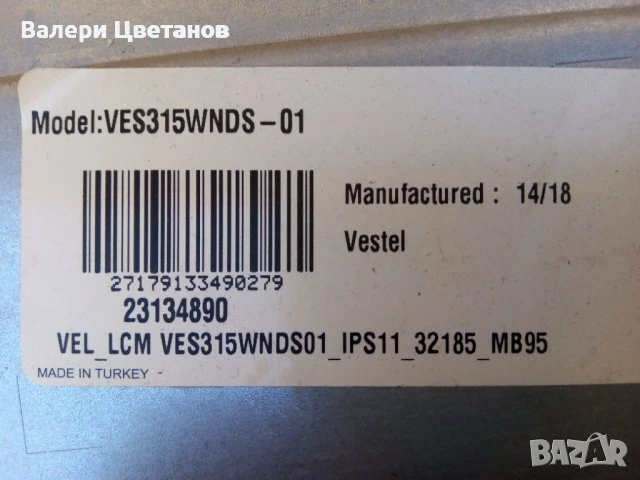 Валери Цветанов
Model:VES315WNDS-01
Manufactured : 14/18
Vestel
27179133490279
23134890
VEL_LCM VES315WNDS01_IPS11_32185_MB95
MADE IN TURKEY
BAZAR